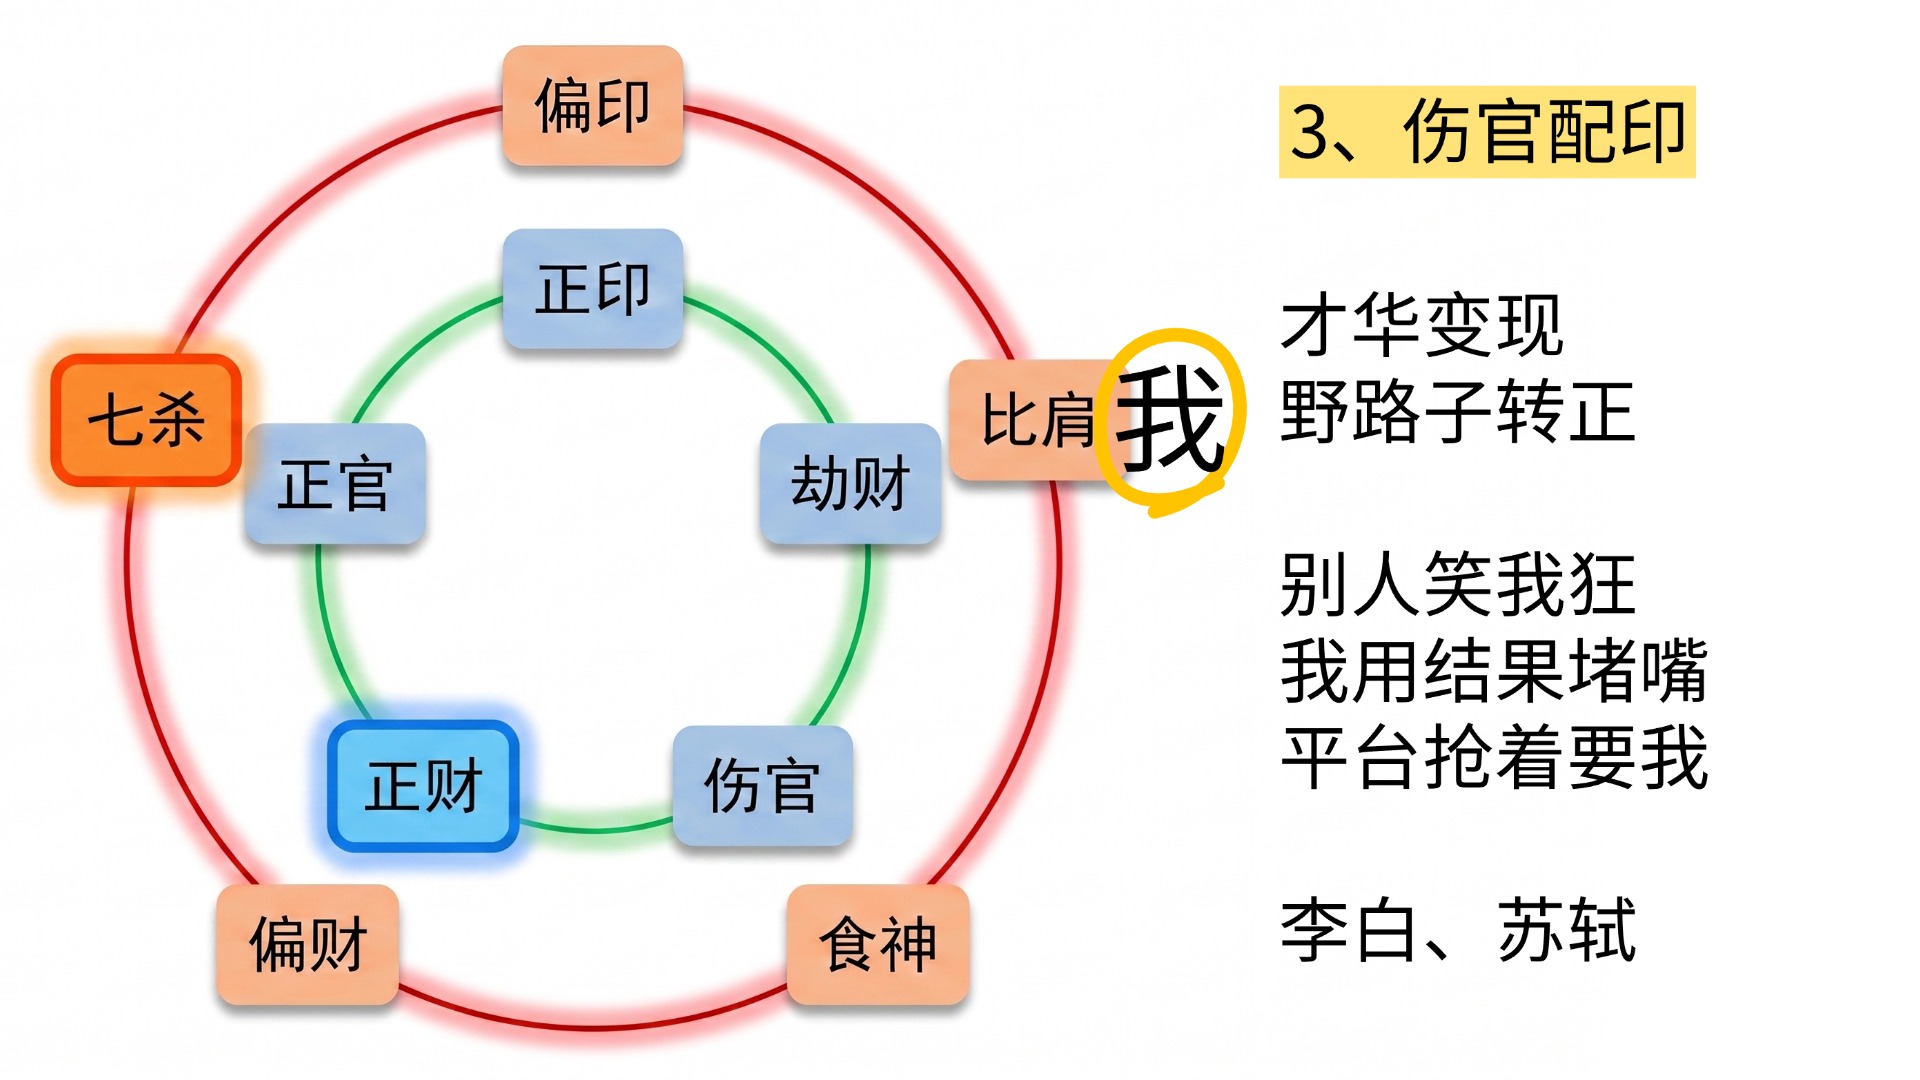 偏印
正印
七杀
正官
劫财
比肩
我
正财
伤官
偏财
食神
3、伤官配印
才华变现
野路子转正
别人笑我狂
我用结果堵嘴
平台抢着要我
李白、苏轼